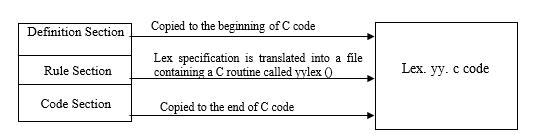 Definition Section
Copied to the beginning of C code
Rule Section
Lex specification is translated into a file
containing a C routine called yylex ()
Code Section
Copied to the end of C code
Lex. yy. c code